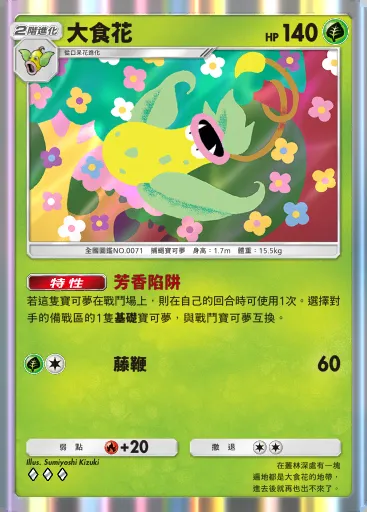 2階進化 大食花 HP 140
從口呆花進化
全國圖鑑NO.0071 捕蠅寶可夢 身高:1.7m 體重:15.5kg
特性 芳香陷阱
若這隻寶可夢在戰鬥場上,則在自己的回合時可使用1次。選擇對
手的備戰區的1隻基礎寶可夢,與戰鬥寶可夢互換。
藤鞭 60
弱點 +20 撤退
Illus. Sumiyoshi Kizuki
在叢林深處有一塊
遍地都是大食花的地帶,
進去後就再也出不來了。